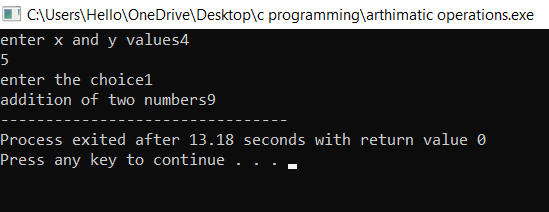 C:\Users\Hello\OneDrive\Desktop\c programming\arthimatic operations.exe
enter x and y values4
5
enter the choice1
addition of two numbers9
--------------------------------
Process exited after 13.18 seconds with return value 0
Press any key to continue . . .